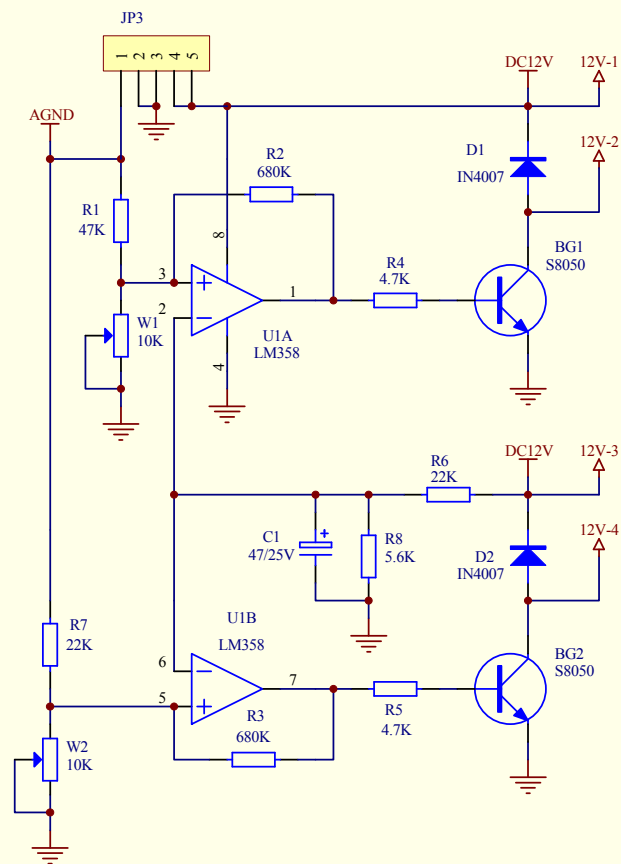 JP3
1 2 3 4 5
AGND
DC12V
12V-1
12V-2
R2
680K
D1
IN4007
R1
47K
8
BG1
S8050
R4
4.7K
3
1
2
W1
10K
U1A
LM358
4
DC12V
12V-3
R6
22K
12V-4
C1
47/25V
R8
5.6K
D2
IN4007
R7
22K
U1B
LM358
BG2
S8050
6
7
5
R3
680K
R5
4.7K
W2
10K